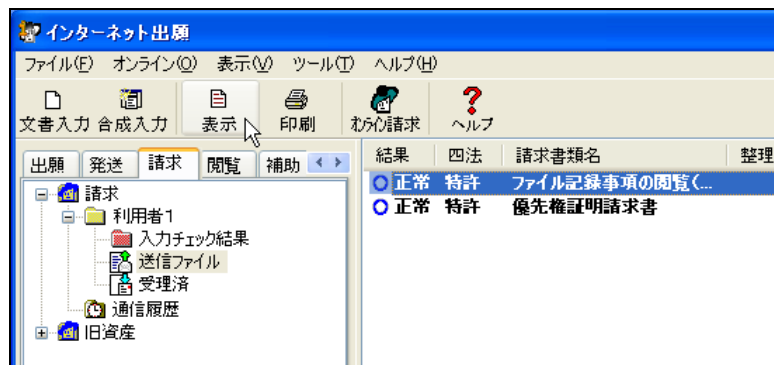 インターネット出願
ファイル(F) オンライン(O) 表示(V) ツール(T) ヘルプ(H)
文書入力 合成入力 表示 印刷 オンライン請求 ヘルプ
出願 発送 請求 閲覧 補助
結果 四法 請求書類名 整理
正常 特許 ファイル記録事項の閲覧(...
正常 特許 優先権証明請求書
請求
利用者1
入力チェック結果
送信ファイル
受理済
通信履歴
旧資産